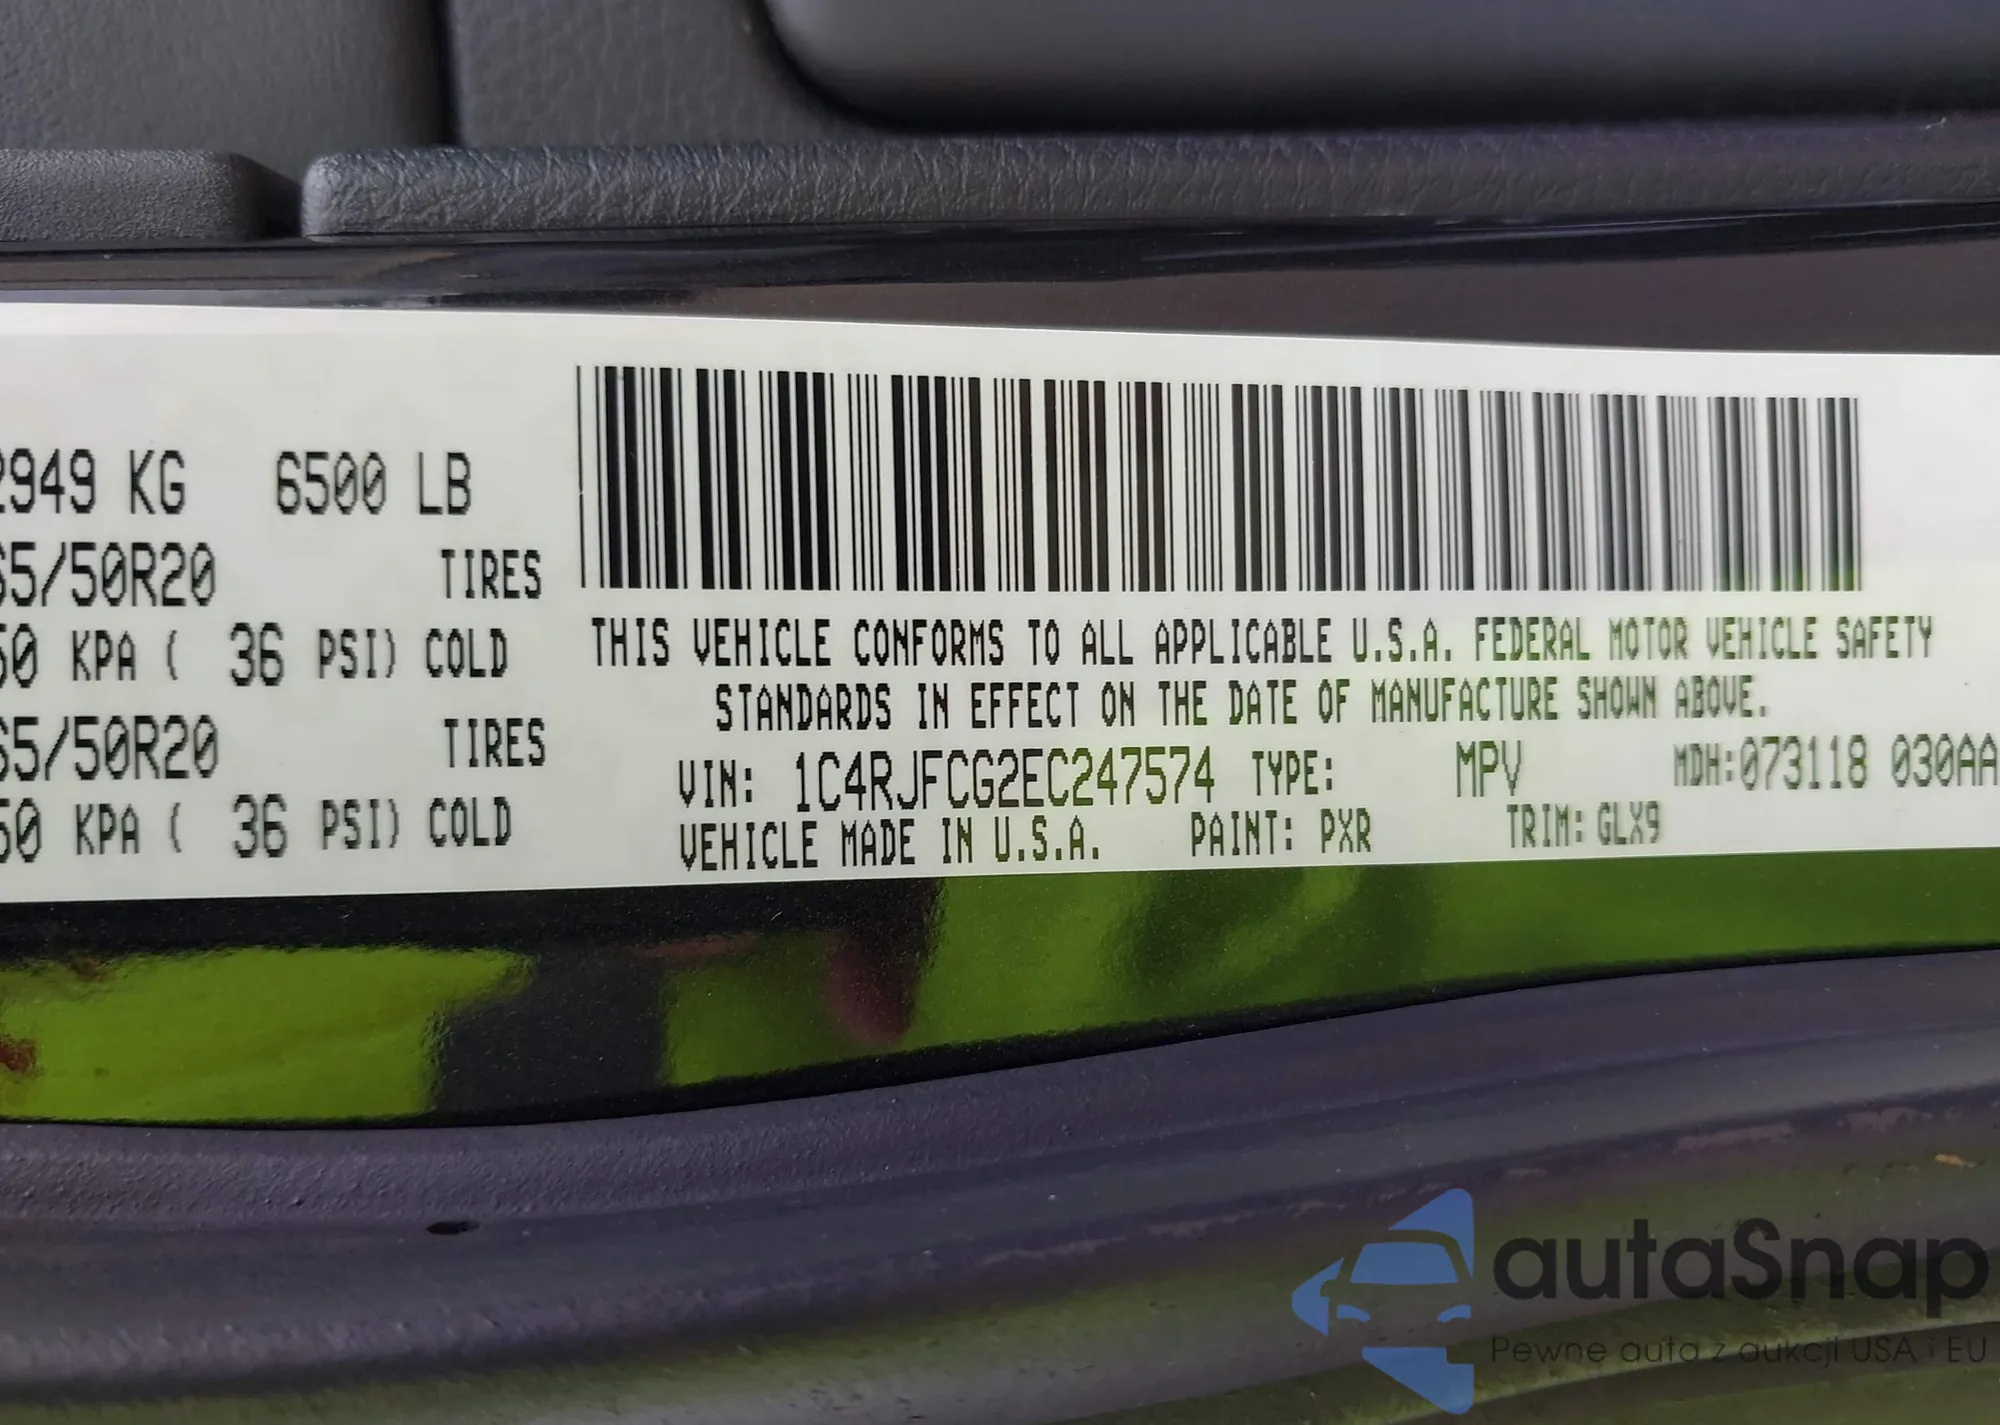 2949 KG 6500 LB
65/50R20 TIRES
50 KPA ( 36 PSI) COLD
65/50R20 TIRES
50 KPA ( 36 PSI) COLD
THIS VEHICLE CONFORMS TO ALL APPLICABLE U.S.A. FEDERAL MOTOR VEHICLE SAFETY
STANDARDS IN EFFECT ON THE DATE OF MANUFACTURE SHOWN ABOVE.
VIN: 1C4RJFCG2EC247574 TYPE: MPV MDH:073118 030AA
VEHICLE MADE IN U.S.A. PAINT: PXR TRIM: GLX9
autaSnap
Pewne auta z aukcji USA i EU